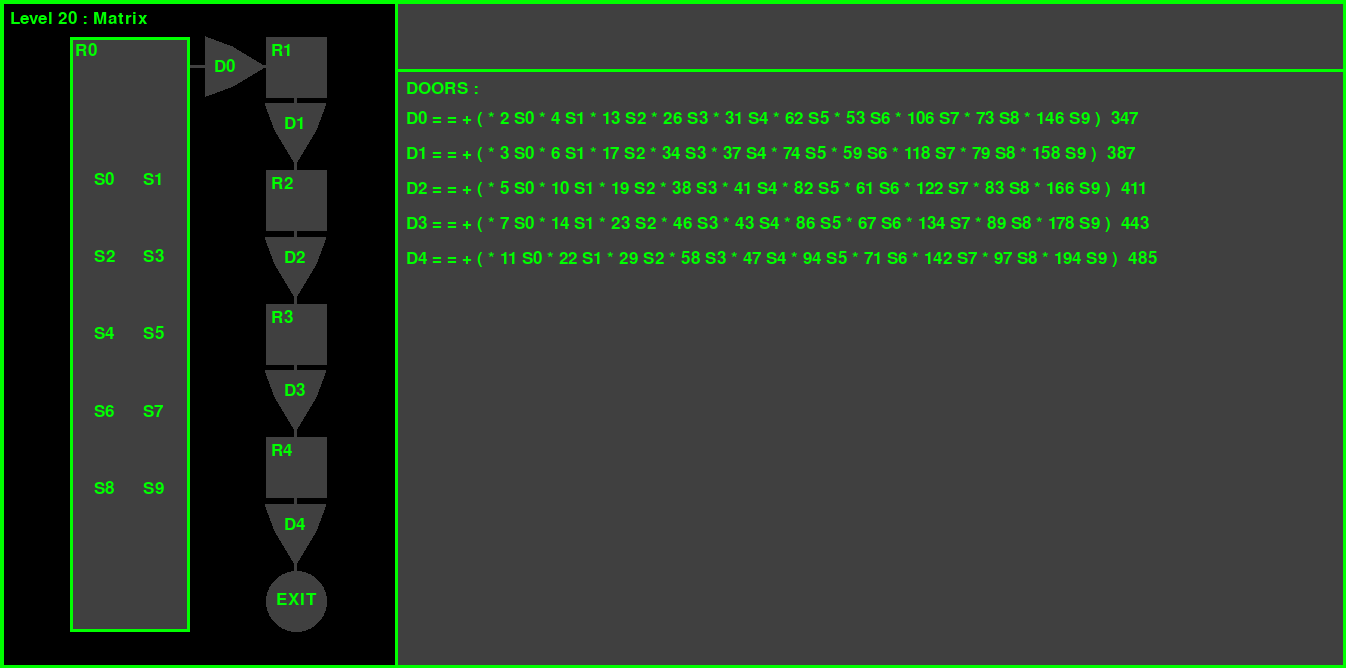 Level 20 : Matrix
R0
D0
R1
D1
S0 S1
R2
S2 S3
D2
R3
S4 S5
D3
S6 S7
R4
S8 S9
D4
EXIT
DOORS :
D0 = = + ( * 2 S0 * 4 S1 * 13 S2 * 26 S3 * 31 S4 * 62 S5 * 53 S6 * 106 S7 * 73 S8 * 146 S9 ) 347
D1 = = + ( * 3 S0 * 6 S1 * 17 S2 * 34 S3 * 37 S4 * 74 S5 * 59 S6 * 118 S7 * 79 S8 * 158 S9 ) 387
D2 = = + ( * 5 S0 * 10 S1 * 19 S2 * 38 S3 * 41 S4 * 82 S5 * 61 S6 * 122 S7 * 83 S8 * 166 S9 ) 411
D3 = = + ( * 7 S0 * 14 S1 * 23 S2 * 46 S3 * 43 S4 * 86 S5 * 67 S6 * 134 S7 * 89 S8 * 178 S9 ) 443
D4 = = + ( * 11 S0 * 22 S1 * 29 S2 * 58 S3 * 47 S4 * 94 S5 * 71 S6 * 142 S7 * 97 S8 * 194 S9 ) 485